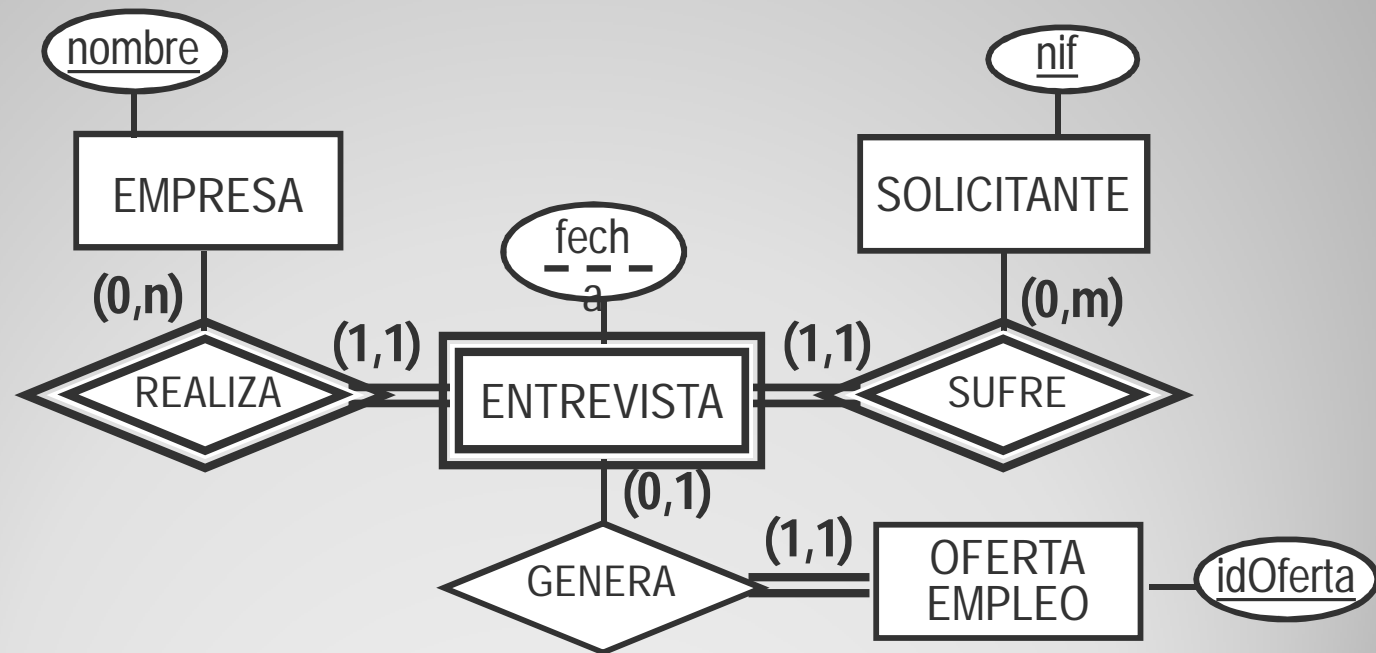 nombre
nif
EMPRESA
SOLICITANTE
fech
a
(0,n)
(0,m)
(1,1)
(1,1)
REALIZA
ENTREVISTA
SUFRE
(0,1)
(1,1)
GENERA
OFERTA
EMPLEO
idOferta